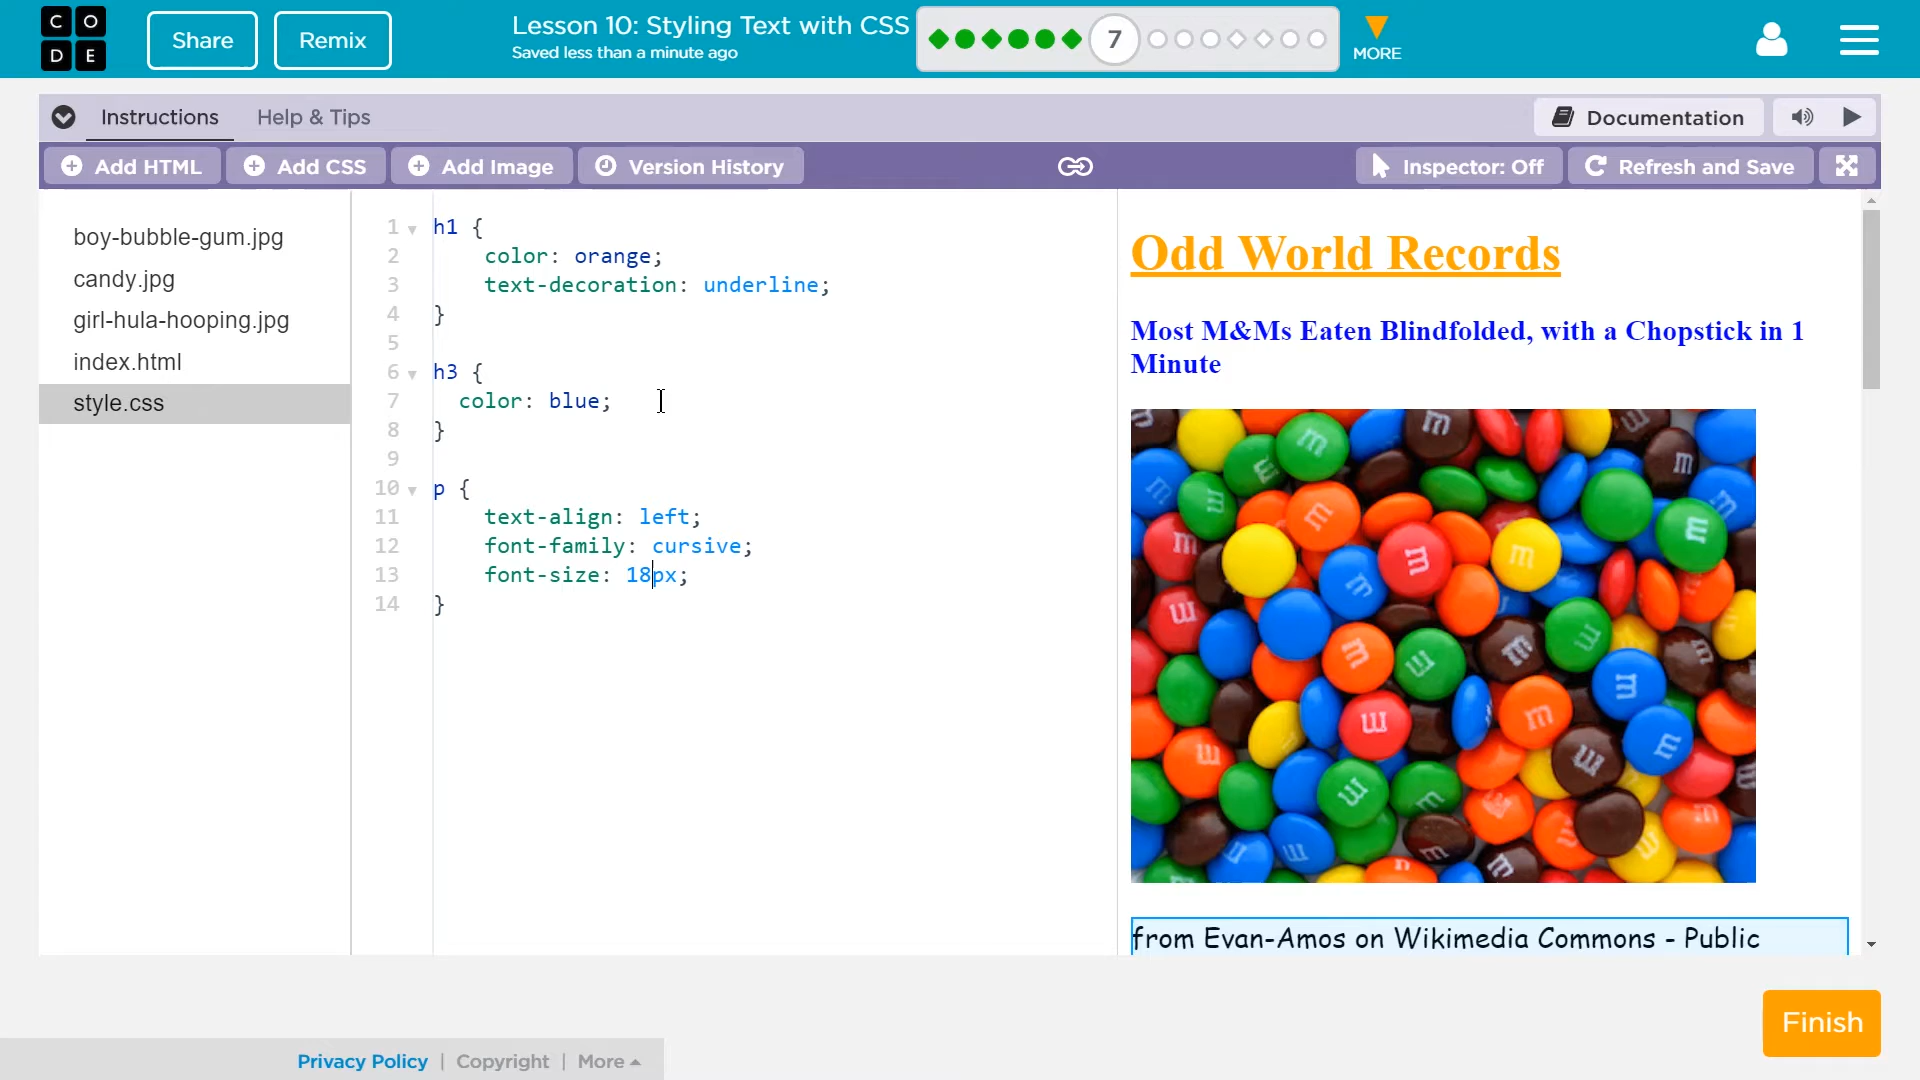 CODE
Share
Remix
Lesson 10: Styling Text with CSS
Saved less than a minute ago
7
MORE
Instructions
Help & Tips
Documentation
Add HTML
Add CSS
Add Image
Version History
Inspector: Off
Refresh and Save
boy-bubble-gum.jpg
candy.jpg
girl-hula-hooping.jpg
index.html
style.css
1 h1 {
2 color: orange;
3 text-decoration: underline;
4 }
5
6 h3 {
7 color: blue;
8 }
9
10 p {
11 text-align: left;
12 font-family: cursive;
13 font-size: 18px;
14 }
Odd World Records
Most M&Ms Eaten Blindfolded, with a Chopstick in 1
Minute
from Evan-Amos on Wikimedia Commons - Public
Finish
Privacy Policy | Copyright | More